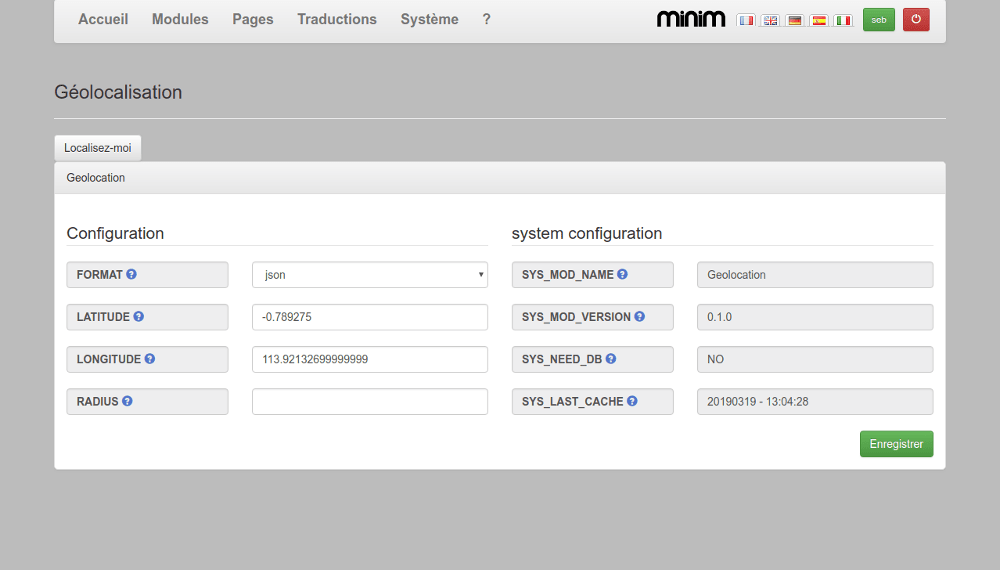 Accueil Modules Pages Traductions Système ? minim seb
Géolocalisation
Localisez-moi
Geolocation
Configuration
FORMAT ? json
LATITUDE ? -0.789275
LONGITUDE ? 113.92132699999999
RADIUS ?
system configuration
SYS_MOD_NAME ? Geolocation
SYS_MOD_VERSION ? 0.1.0
SYS_NEED_DB ? NO
SYS_LAST_CACHE ? 20190319 - 13:04:28
Enregistrer